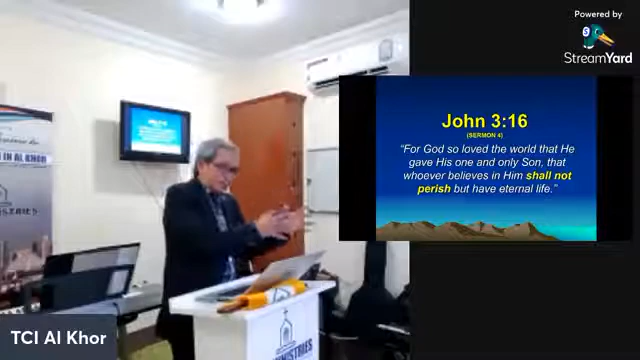 Powered by
StreamYard
John 3:16
(SERMON 4)
“For God so loved the world that He
gave His one and only Son, that
whoever believes in Him shall not
perish but have eternal life.”
IN AL KHOR
MINISTRIES
TCI Al Khor